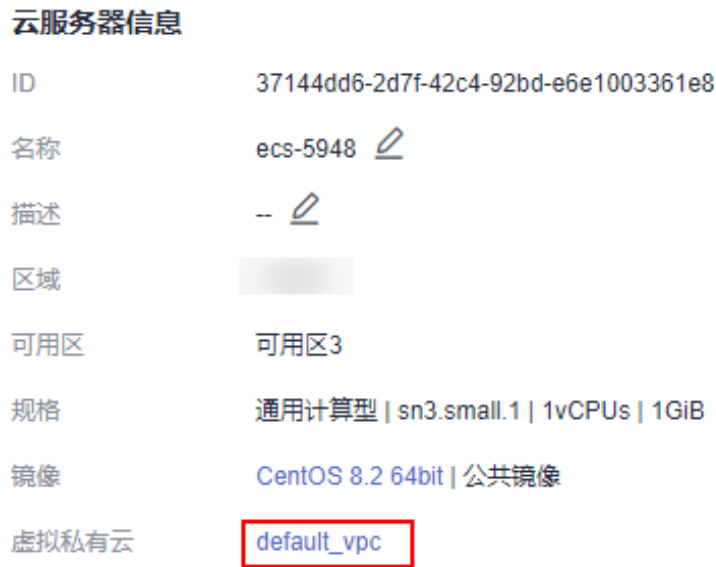 云服务器信息
ID 37144dd6-2d7f-42c4-92bd-e6e1003361e8
名称 ecs-5948
描述 --
区域
可用区 可用区3
规格 通用计算型 | sn3.small.1 | 1vCPUs | 1GiB
镜像 CentOS 8.2 64bit | 公共镜像
虚拟私有云 default_vpc